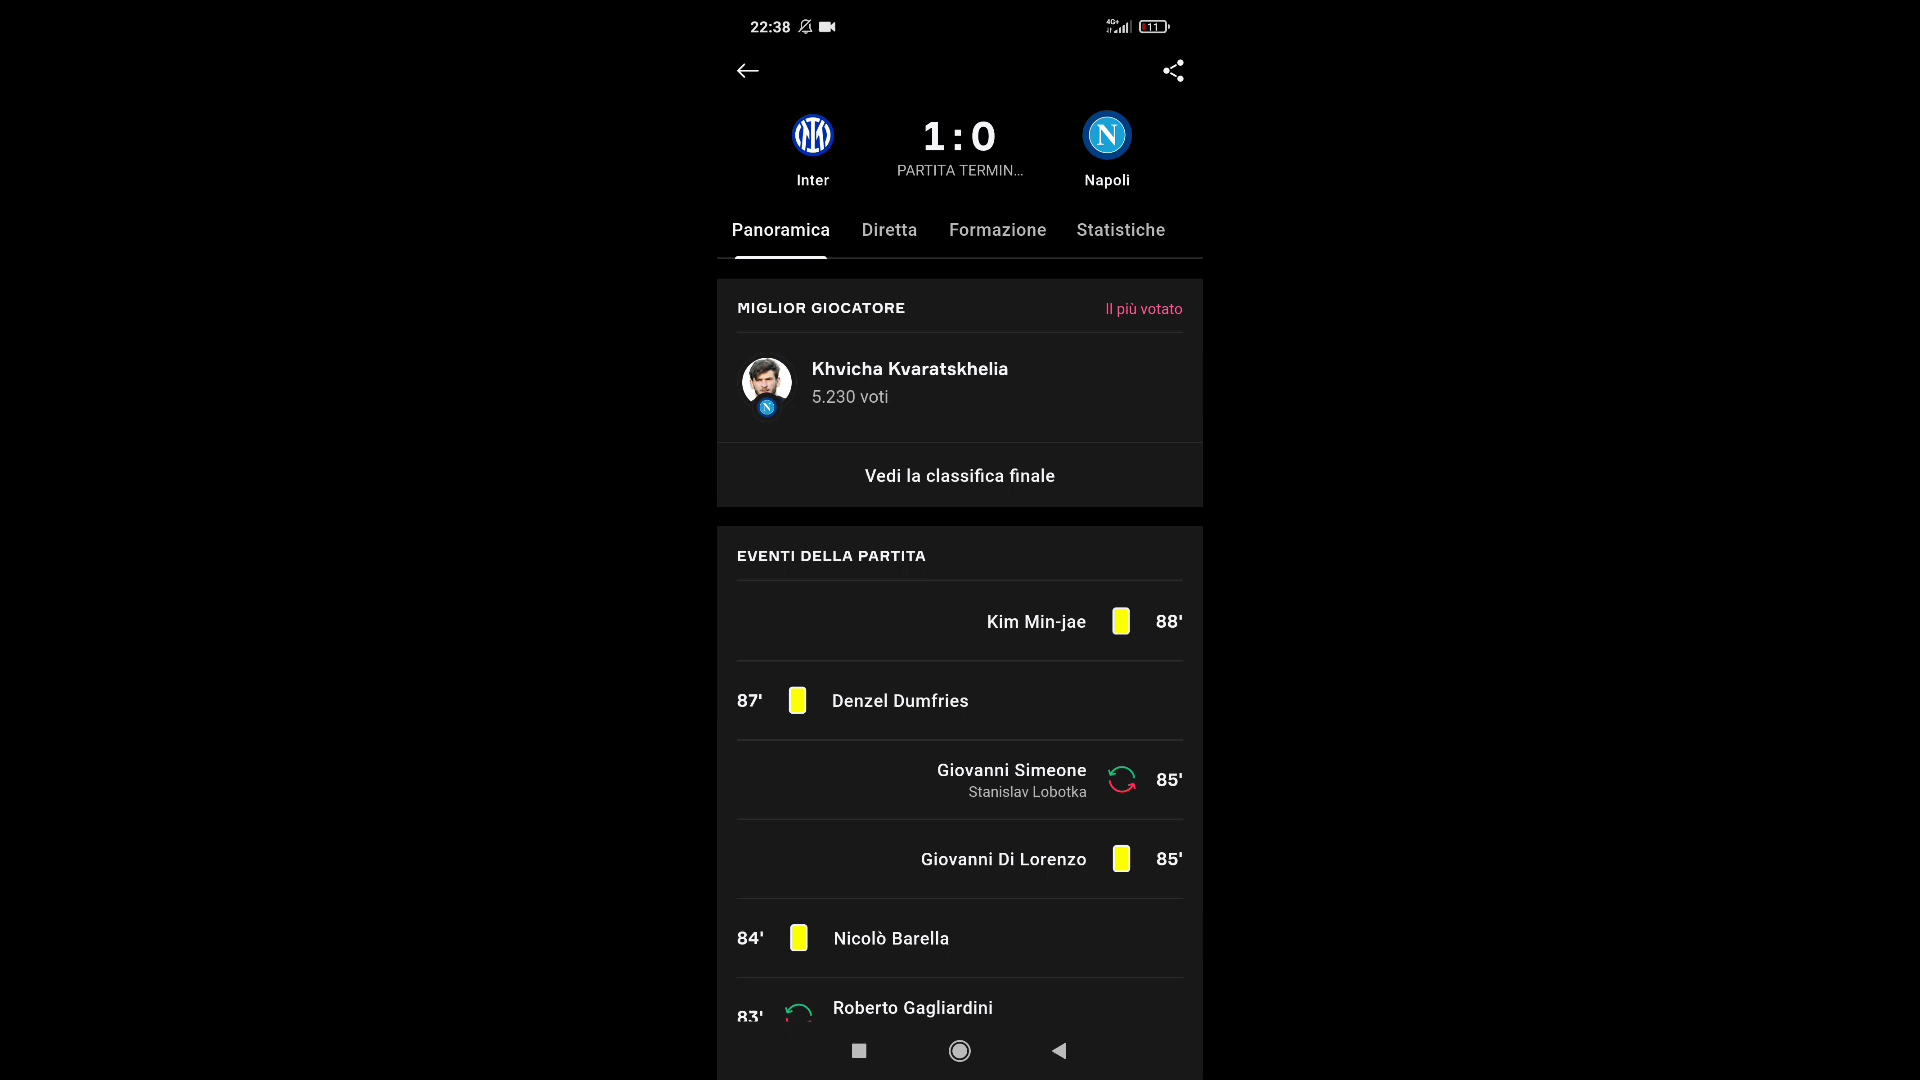 22:38 4G+ 11
1:0
PARTITA TERMIN...
Inter
Napoli
Panoramica Diretta Formazione Statistiche
MIGLIOR GIOCATORE Il più votato
Khvicha Kvaratskhelia
5.230 voti
Vedi la classifica finale
EVENTI DELLA PARTITA
Kim Min-jae 88'
87' Denzel Dumfries
Giovanni Simeone 85'
Stanislav Lobotka
Giovanni Di Lorenzo 85'
84' Nicolò Barella
83' Roberto Gagliardini